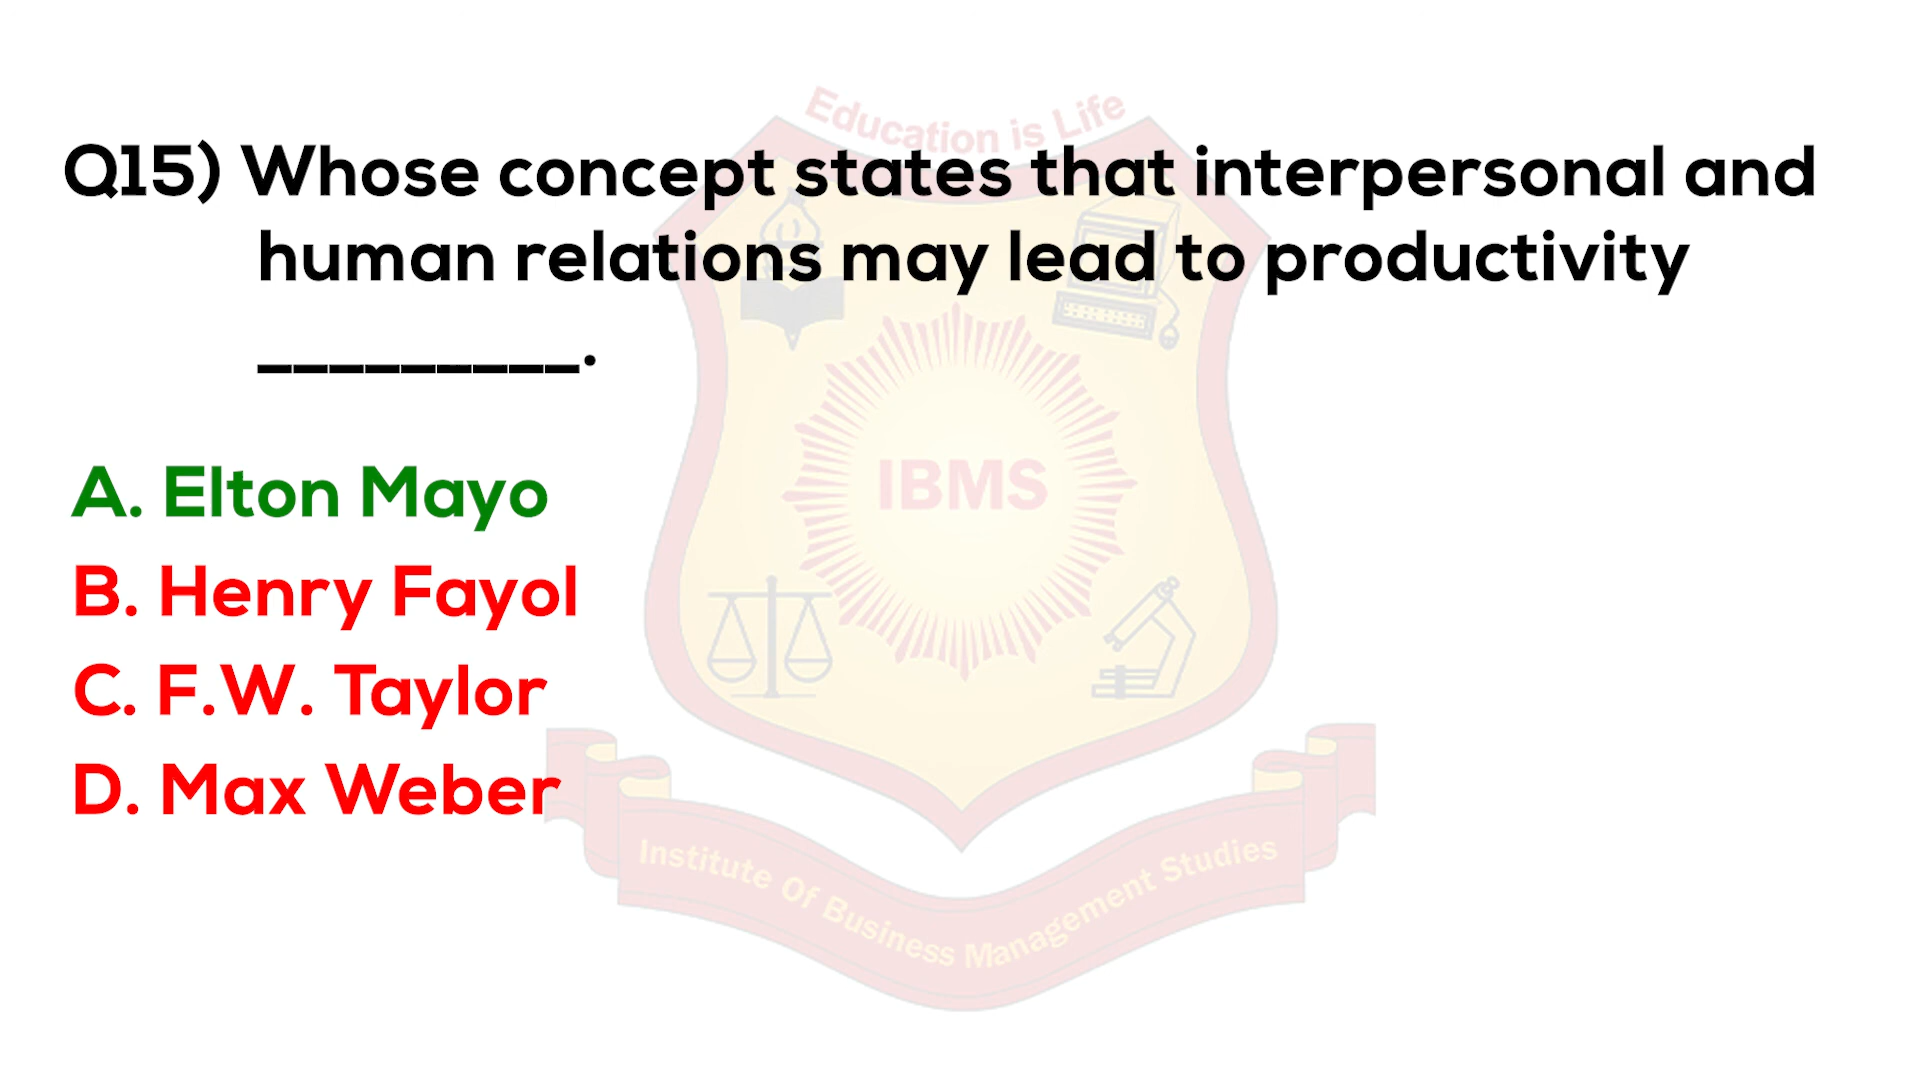 Education is Life
Q15) Whose concept states that interpersonal and
human relations may lead to productivity
_________.
A. Elton Mayo
IBMS
B. Henry Fayol
C. F.W. Taylor
D. Max Weber
Institute Of Business Management Studies